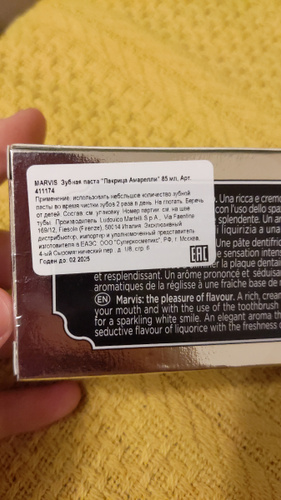 MARVIS. Зубная паста "Лакрица Амарелли" 85 мл, Арт.
411174
Применение: использовать небольшое количество зубной
пасты во время чистки зубов 2 раза в день. Не глотать. Беречь
от детей. Состав: см. упаковку. Номер партии: см. на шве
тубы. Производитель: Ludovico Martelli S.p.A., Via Faentina
169/12, Fiesole (Firenze), 50014 Италия. Эксклюзивный
дистрибьютор, импортер и уполномоченный представитель
изготовителя в ЕАЭС: ООО "Суперкосметикс", РФ, г. Москва,
4-ый Сыромятнический пер., д. 1/8, стр. 6
Годен до: 02 2025
EAC
. Una ricca e cremo
con l'uso dello spa
splendente. Un ar
i liquirizia a una
Une pâte dentifric
e sensation intens
er la plaque dentai
et resplendissant. Un arôme prononcé et séduisa
aromatiques de la réglisse à une fraîche base de
EN Marvis: the pleasure of flavour. A rich, cream
your mouth and with the use of the toothbrush
for a sparkling white smile. An elegant aroma th
seductive flavour of liquorice with the freshness o